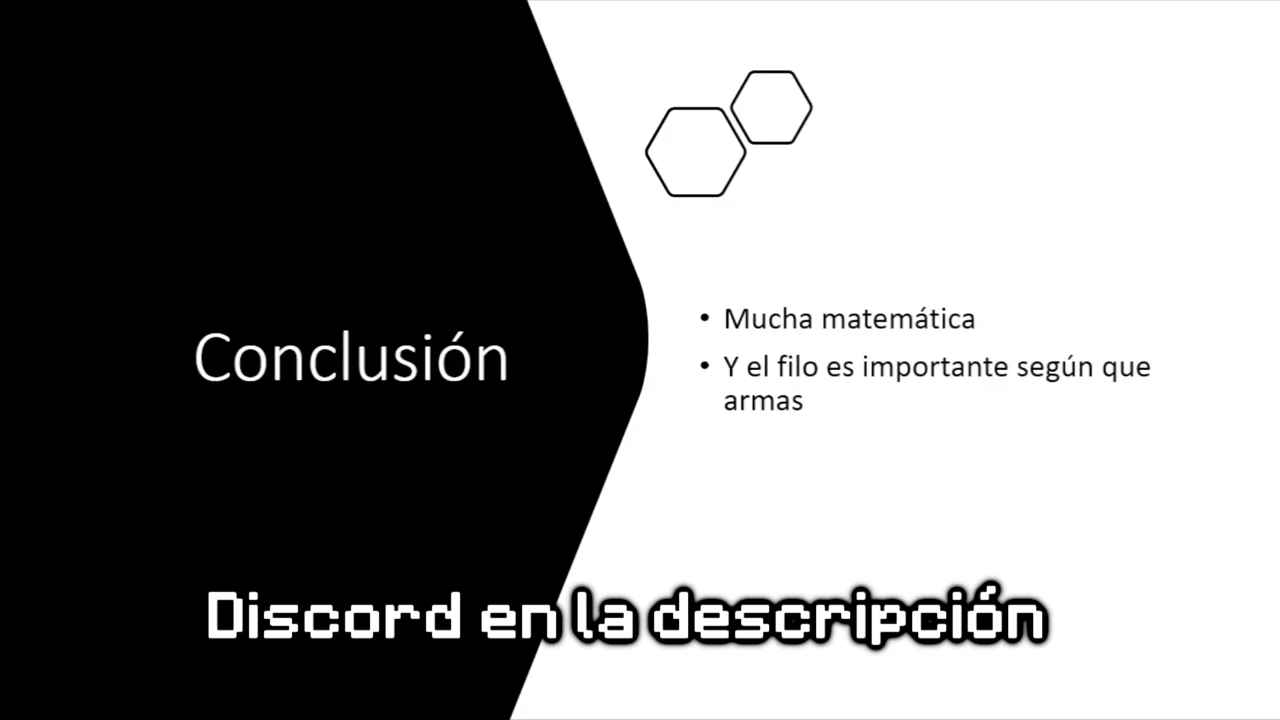 Conclusión
• Mucha matemática
• Y el filo es importante según que
armas
Discord en la descripción